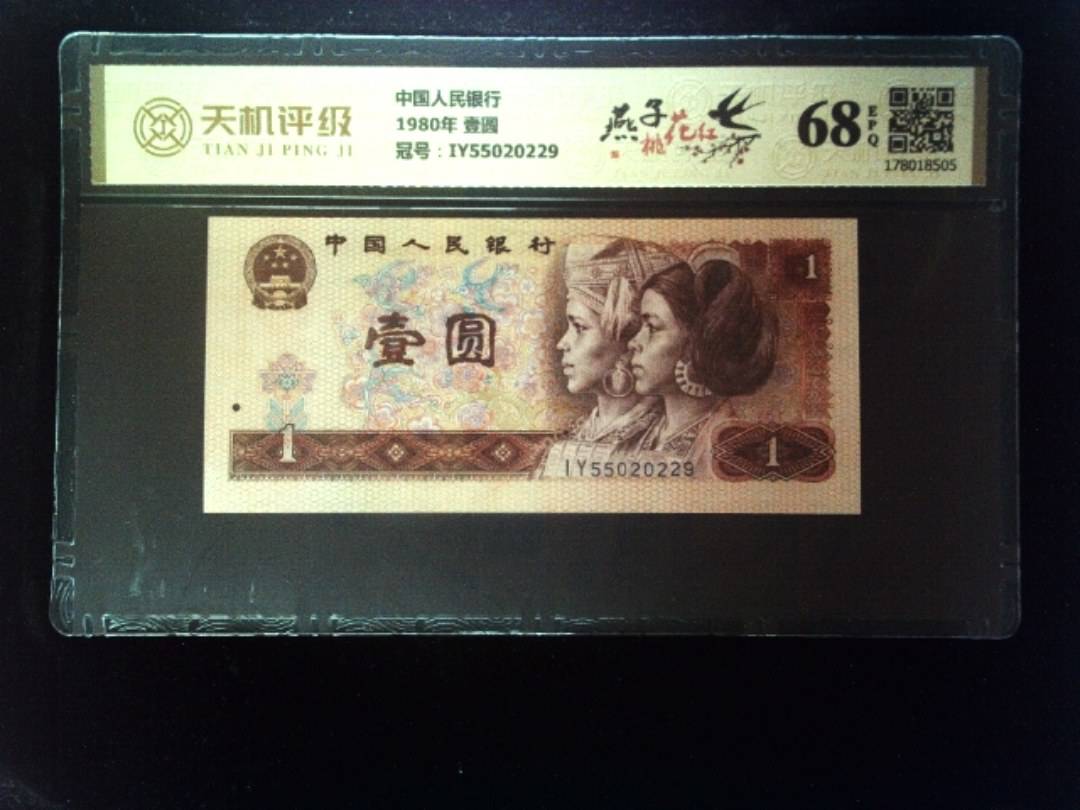 天机评级
TIAN JI PING JI
中国人民银行
1980年 壹圆
冠号：IY55020229
燕子
桃花红
68
EPQ
178018505
中国人民银行
1
壹圆
1
1
IY55020229